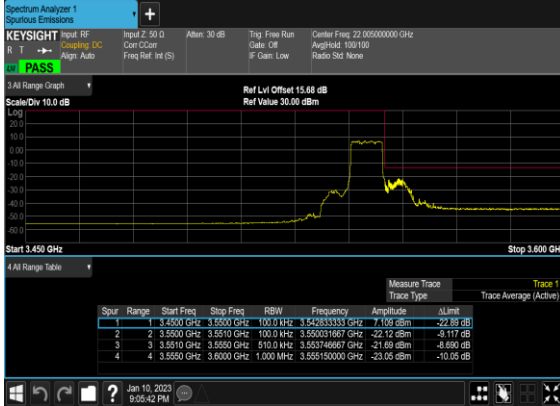 Spectrum Analyzer 1
Spurious Emissions
+
KEYSIGHT Input: RF Input Z: 50 Ω Atten: 30 dB Trig: Free Run Center Freq: 22.005000000 GHz
R T Coupling: DC Corr CCorr Gate: Off Avg|Hold: 100/100
Align: Auto Freq Ref: Int (S) IF Gain: Low Radio Std: None
PASS
3 All Range Graph
Ref Lvl Offset 15.68 dB
Scale/Div 10.0 dB Ref Value 30.00 dBm
Log
20.0
10.0
0.00
-10.0
-20.0
-30.0
-40.0
-50.0
-60.0
Start 3.450 GHz Stop 3.600 GH
4 All Range Table
Measure Trace Trace 1
Trace Type Trace Average (Active)
Spur Range Start Freq Stop Freq RBW Frequency Amplitude ΔLimit
1 1 3.4500 GHz 3.5500 GHz 100.0 kHz 3.542833333 GHz 7.109 dBm -22.89 dB
2 2 3.5500 GHz 3.5510 GHz 100.0 kHz 3.550031667 GHz -22.12 dBm -9.117 dB
3 3 3.5510 GHz 3.5550 GHz 510.0 kHz 3.553746667 GHz -21.69 dBm -8.690 dB
4 4 3.5550 GHz 3.6000 GHz 1.000 MHz 3.555150000 GHz -23.05 dBm -10.05 dB
?
Jan 10, 2023
9:05:42 PM